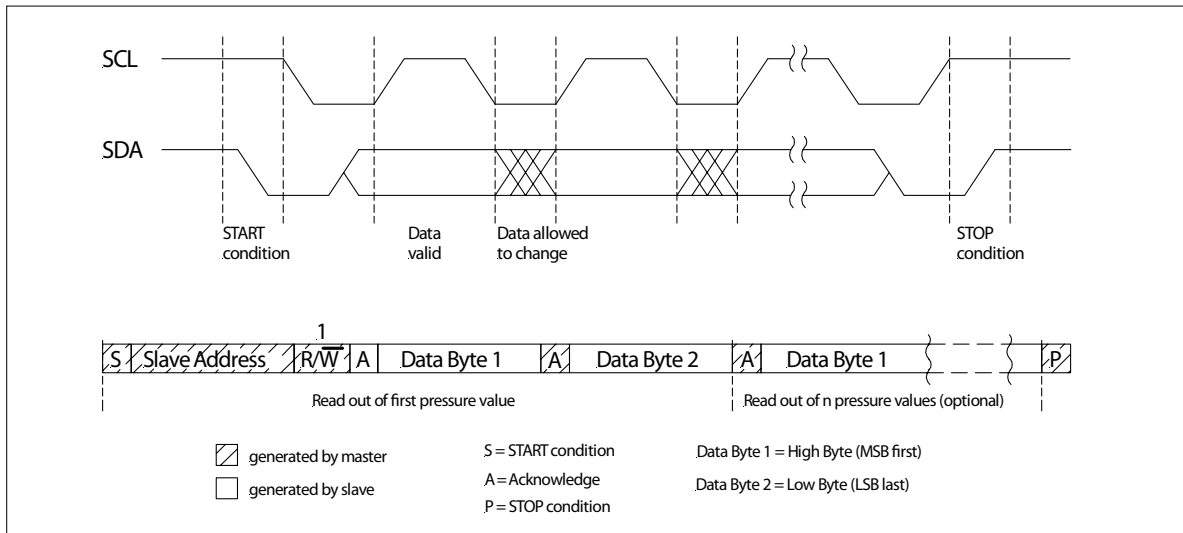 SCL
SDA
START condition
Data valid
Data allowed to change
STOP condition
1
S Slave Address R/W̅ A Data Byte 1 A Data Byte 2 A Data Byte 1 P
Read out of first pressure value
Read out of n pressure values (optional)
generated by master
generated by slave
S = START condition
A = Acknowledge
P = STOP condition
Data Byte 1 = High Byte (MSB first)
Data Byte 2 = Low Byte (LSB last)